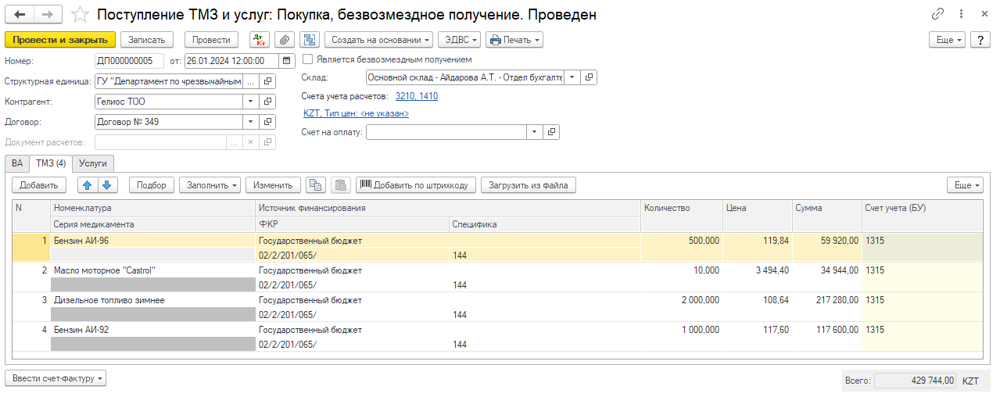 Поступление ТМЗ и услуг: Покупка, безвозмездное получение. Проведен
Провести и закрыть Записать Провести Дт Кт Создать на основании ЭДВС Печать Еще ?
Номер: ДП000000005 от: 26.01.2024 12:00:00 Является безвозмездным получением
Структурная единица: ГУ "Департамент по чрезвычайным ... Склад: Основной склад - Айдарова А.Т. - Отдел бухгалте
Контрагент: Гелиос ТОО Счета учета расчетов: 3210, 1410
Договор: Договор № 349 KZT, Тип цен: <не указан>
Документ расчетов: ... Счет на оплату:
ВА ТМЗ (4) Услуги
Добавить Подбор Заполнить Изменить Добавить по штрихкоду Загрузить из файла Еще
N Номенклатура Источник финансирования Количество Цена Сумма Счет учета (БУ)
Серия медикамента ФКР Специфика
1 Бензин АИ-96 Государственный бюджет 500,000 119,84 59 920,00 1315
02/2/201/065/ 144
2 Масло моторное "Castrol" Государственный бюджет 10,000 3 494,40 34 944,00 1315
02/2/201/065/ 144
3 Дизельное топливо зимнее Государственный бюджет 2 000,000 108,64 217 280,00 1315
02/2/201/065/ 144
4 Бензин АИ-92 Государственный бюджет 1 000,000 117,60 117 600,00 1315
02/2/201/065/ 144
Ввести счет-фактуру Всего: 429 744,00 KZT